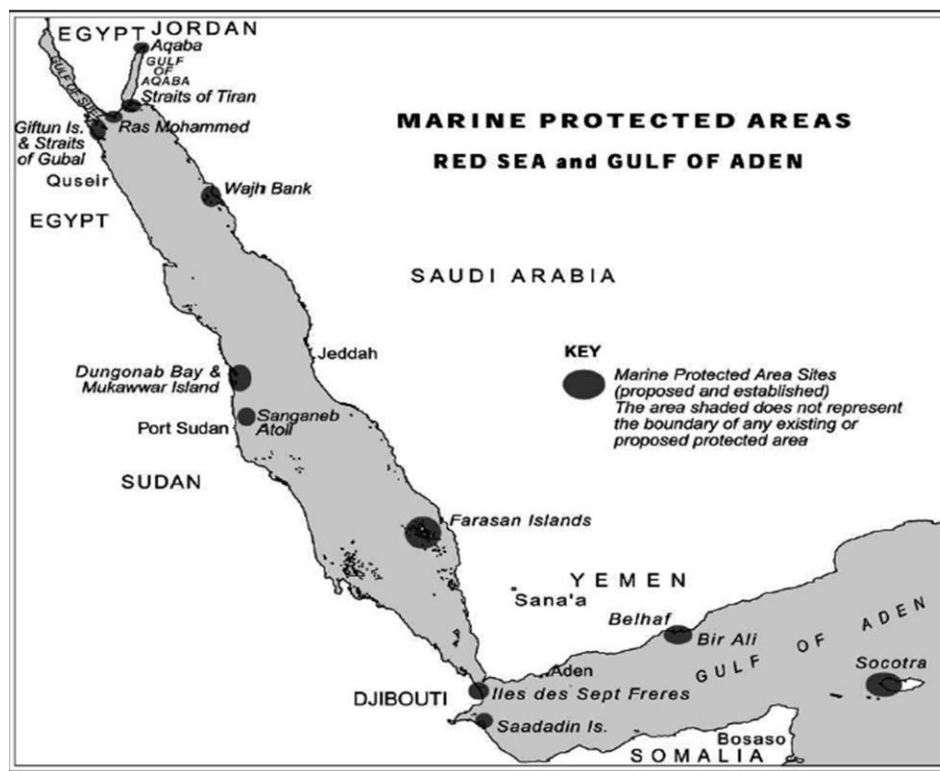 EGYPT
JORDAN
Aqaba
GULF
OF
AQABA
GULF OF SUEZ
Straits of Tiran
Giftun Is.
& Straits
of Gubal
Ras Mohammed
MARINE PROTECTED AREAS
RED SEA and GULF OF ADEN
Quseir
Wajh Bank
EGYPT
SAUDI ARABIA
Jeddah
KEY
Marine Protected Area Sites
(proposed and established)
The area shaded does not represent
the boundary of any existing or
proposed protected area
Dungonab Bay &
Mukawwar Island
Sanganeb
Atoll
Port Sudan
SUDAN
Farasan Islands
YEMEN
Sana'a
Belhaf
Bir Ali
GULF OF ADEN
Aden
Socotra
DJIBOUTI
Iles des Sept Freres
Saadadin Is.
Bosaso
SOMALIA